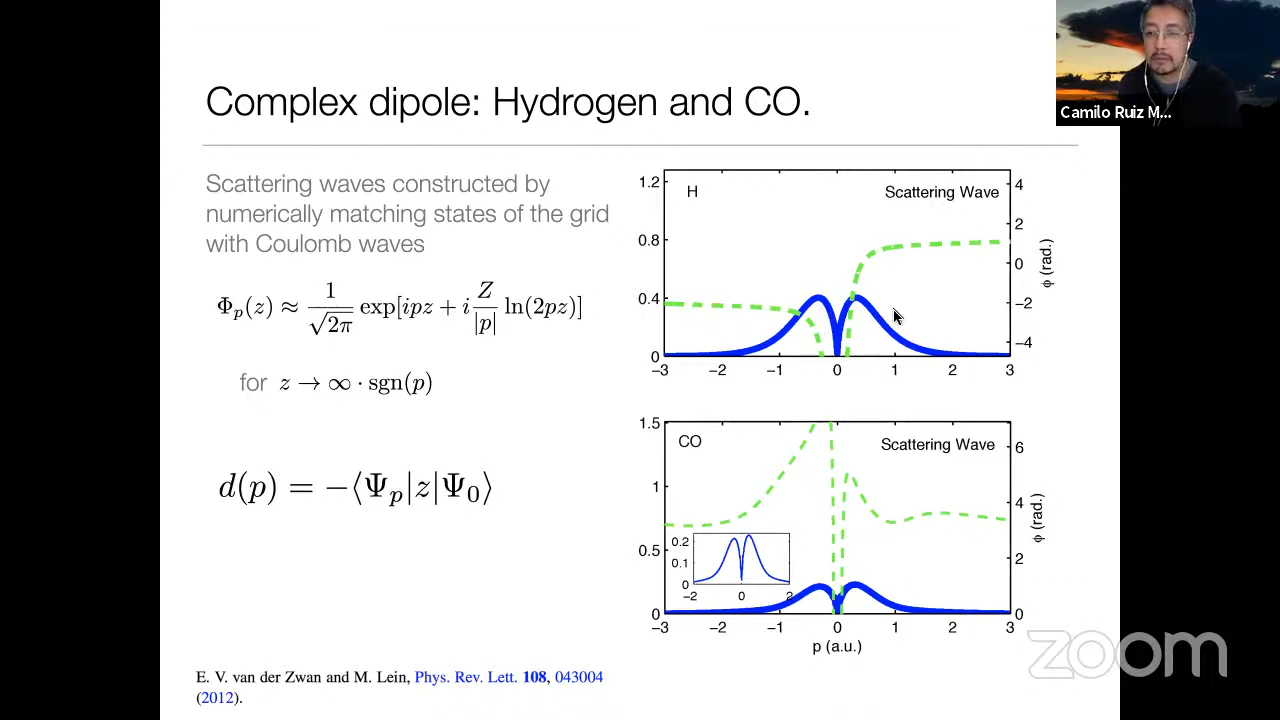 Camilo Ruiz M...
Complex dipole: Hydrogen and CO.
Scattering waves constructed by
numerically matching states of the grid
with Coulomb waves
Φ_p(z) ≈ 1/√2π exp[ipz + i Z/|p| ln(2pz)]
for z → ∞ · sgn(p)
d(p) = −⟨Ψ_p|z|Ψ_0⟩
E. V. van der Zwan and M. Lein, Phys. Rev. Lett. 108, 043004
(2012).
H
Scattering Wave
1.2
0.8
0.4
0
4
2
0
−2
−4
ϕ (rad.)
−3 −2 −1 0 1 2 3
CO
Scattering Wave
1.5
1
0.5
0
6
4
2
0
ϕ (rad.)
0.2
0.1
0
−2 0 2
−3 −2 −1 0 1 2 3
p (a.u.)
zoom